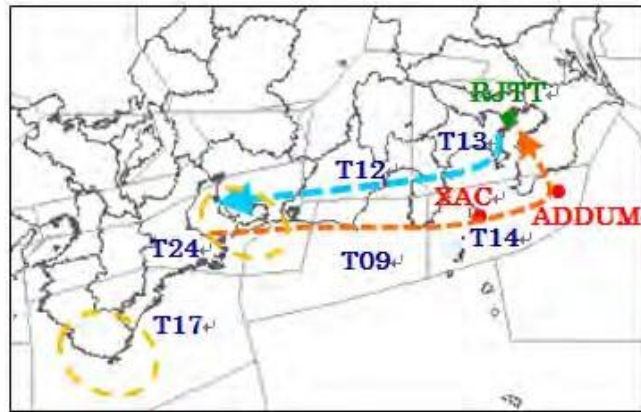 RJTT↵
T13↵
T12↵
XAC↵
ADDUM
T24↵
T14↵
T09↵
T17↵